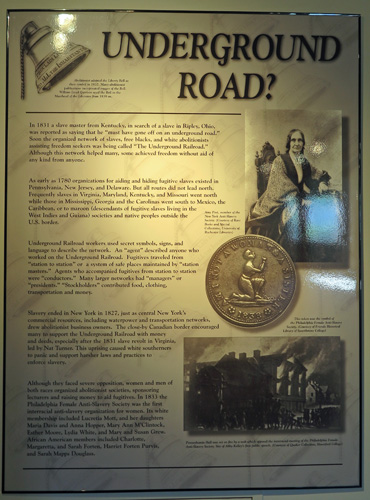 UNDERGROUND
ROAD?
In 1831 a slave master from Kentucky, in search of a slave in Ripley, Ohio,
was reported as saying that he "must have gone off on an underground road."
Soon the organized network of slaves, free blacks, and white abolitionists
assisting freedom seekers was being called "The Underground Railroad."
Although this network helped many, some achieved freedom without aid of
any kind from anyone.
As early as 1780 organizations for aiding and hiding fugitive slaves existed in
Pennsylvania, New Jersey, and Delaware. But all routes did not lead north.
Frequently slaves in Virginia, Maryland, Kentucky, and Missouri went north
while those in Mississippi, Georgia and the Carolinas went south to Mexico, the
Caribbean, or to maroon (descendants of fugitive slaves living in the
West Indies and Guiana) societies and native peoples outside the
U.S. border.
Underground Railroad workers used secret symbols, signs, and
language to describe the network. An "agent" described anyone who
worked on the Underground Railroad. Fugitives traveled from
"station to station" or a system of safe places maintained by "station
masters." Agents who accompanied fugitives from station to station
were "conductors." Many larger networks had "managers" or
"presidents." "Stockholders" contributed food, clothing,
transportation and money.
Slavery ended in New York in 1827, just as central New York's
commercial resources, including waterpower and transportation networks,
drew abolitionist business owners. The close-by Canadian border encouraged
many to support the Underground Railroad with money
and deeds, especially after the 1831 slave revolt in Virginia,
led by Nat Turner. This uprising caused white southerners
to panic and support harsher laws and practices to
enforce slavery.
Although they faced severe opposition, women and men of
both races organized abolitionist societies, sponsoring
lectures and raising money to aid fugitives. In 1833 the
Philadelphia Female Anti-Slavery Society was the first
interracial anti-slavery organization for women. Its white
membership included Lucretia Mott, and her daughters
Maria Davis and Anna Hopper, Mary Ann M'Clintock,
Esther Moore, Lydia White, and Mary and Susan Grew.
African American members included Charlotte,
Margaretta, and Sarah Forten, Harriet Forten Purvis,
and Sarah Mapps Douglass.